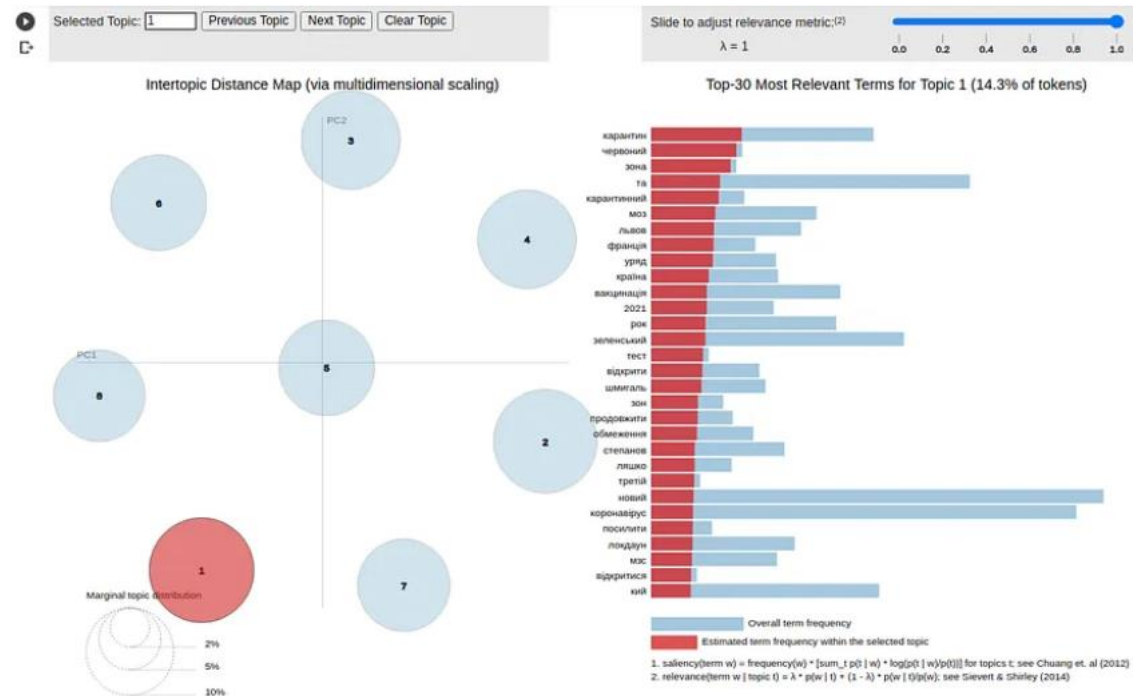 Selected Topic: 1 Previous Topic Next Topic Clear Topic
Slide to adjust relevance metric:(2)
λ = 1
0.0 0.2 0.4 0.6 0.8 1.0
Intertopic Distance Map (via multidimensional scaling)
PC2
3
6
4
PC1
5
8
2
1
7
Marginal topic distribution
2%
5%
10%
Top-30 Most Relevant Terms for Topic 1 (14.3% of tokens)
карантин
червоний
зона
та
карантинний
моз
львов
франція
уряд
країна
вакцинація
2021
рок
зеленський
тест
відкрити
шмигаль
зон
продовжити
обмеження
степанов
ляшко
третій
новий
коронавірус
посилити
локдаун
мзс
відкритися
кий
Overall term frequency
Estimated term frequency within the selected topic
1. saliency(term w) = frequency(w) * [sum_t p(t | w) * log(p(t | w)/p(t))] for topics t; see Chuang et. al (2012)
2. relevance(term w | topic t) = λ * p(w | t) + (1 - λ) * p(w | t)/p(w); see Sievert & Shirley (2014)